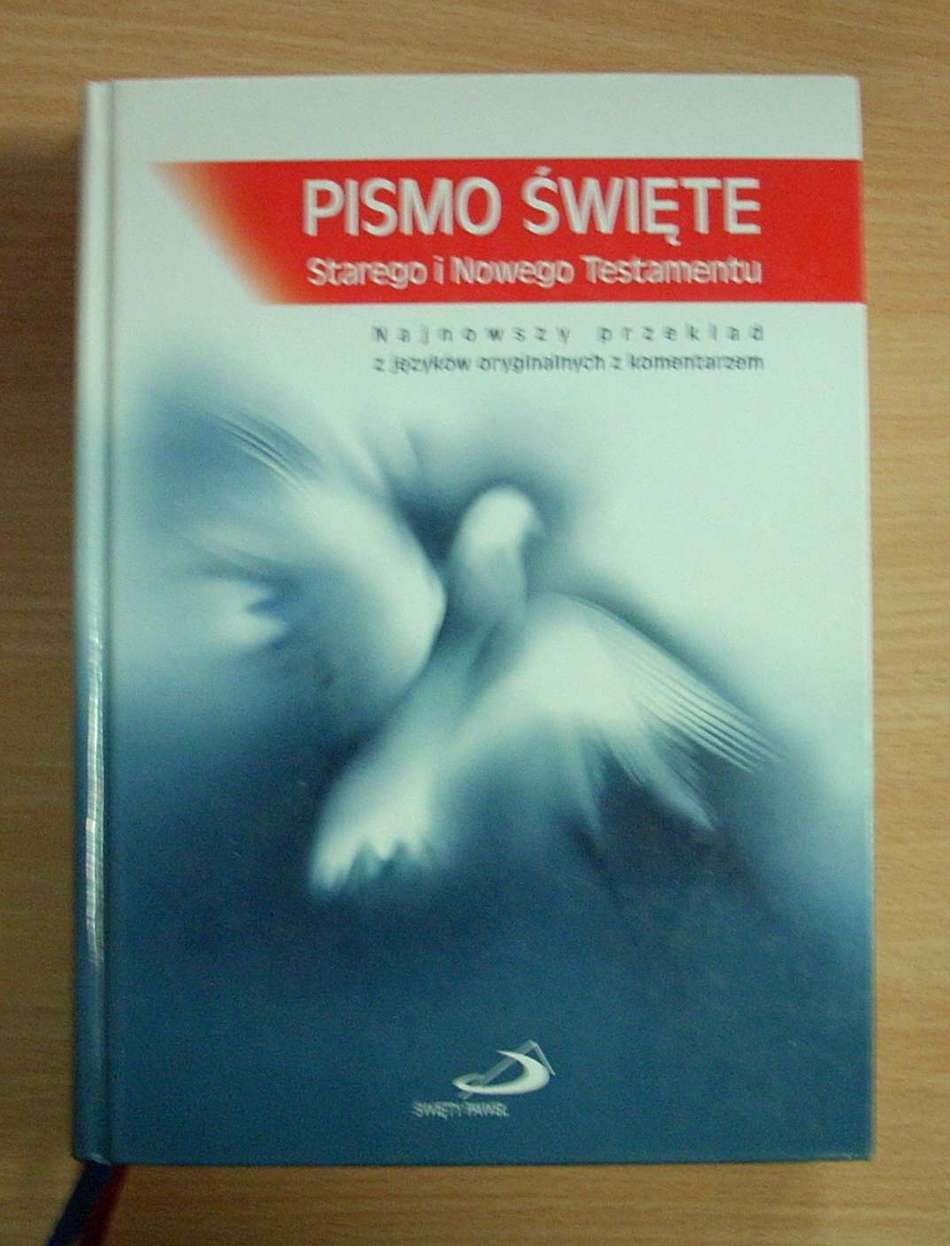 PISMO ŚWIĘTE
Starego i Nowego Testamentu
Najnowszy przekład
z języków oryginalnych z komentarzem
ŚWIĘTY PAWEŁ